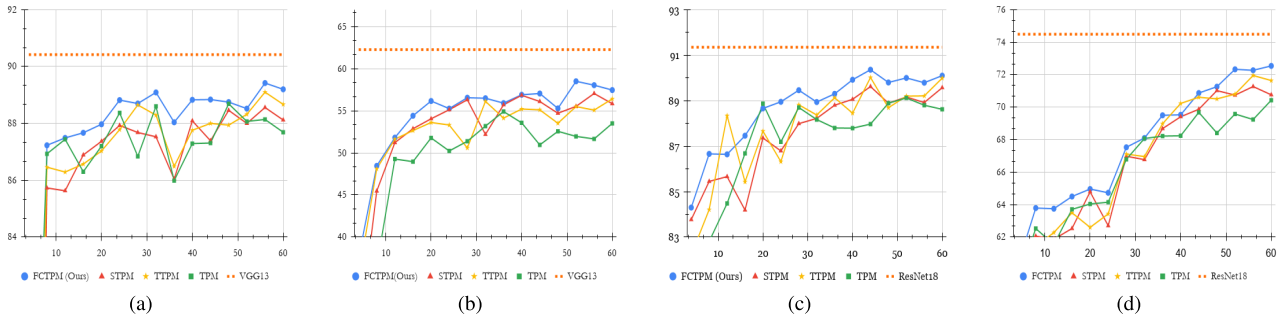 92
90
88
86
84
10 20 30 40 50 60
FCTPM (Ours) STPM TTPM TPM VGG13
(a)
65
60
55
50
45
40
10 20 30 40 50 60
FCTPM(Ours) STPM TTPM TPM VGG13
(b)
93
91
89
87
85
83
10 20 30 40 50 60
FCTPM (Ours) STPM TTPM TPM ResNet18
(c)
76
74
72
70
68
66
64
62
10 20 30 40 50 60
FCTPM STPM TTPM TPM ResNet18
(d)